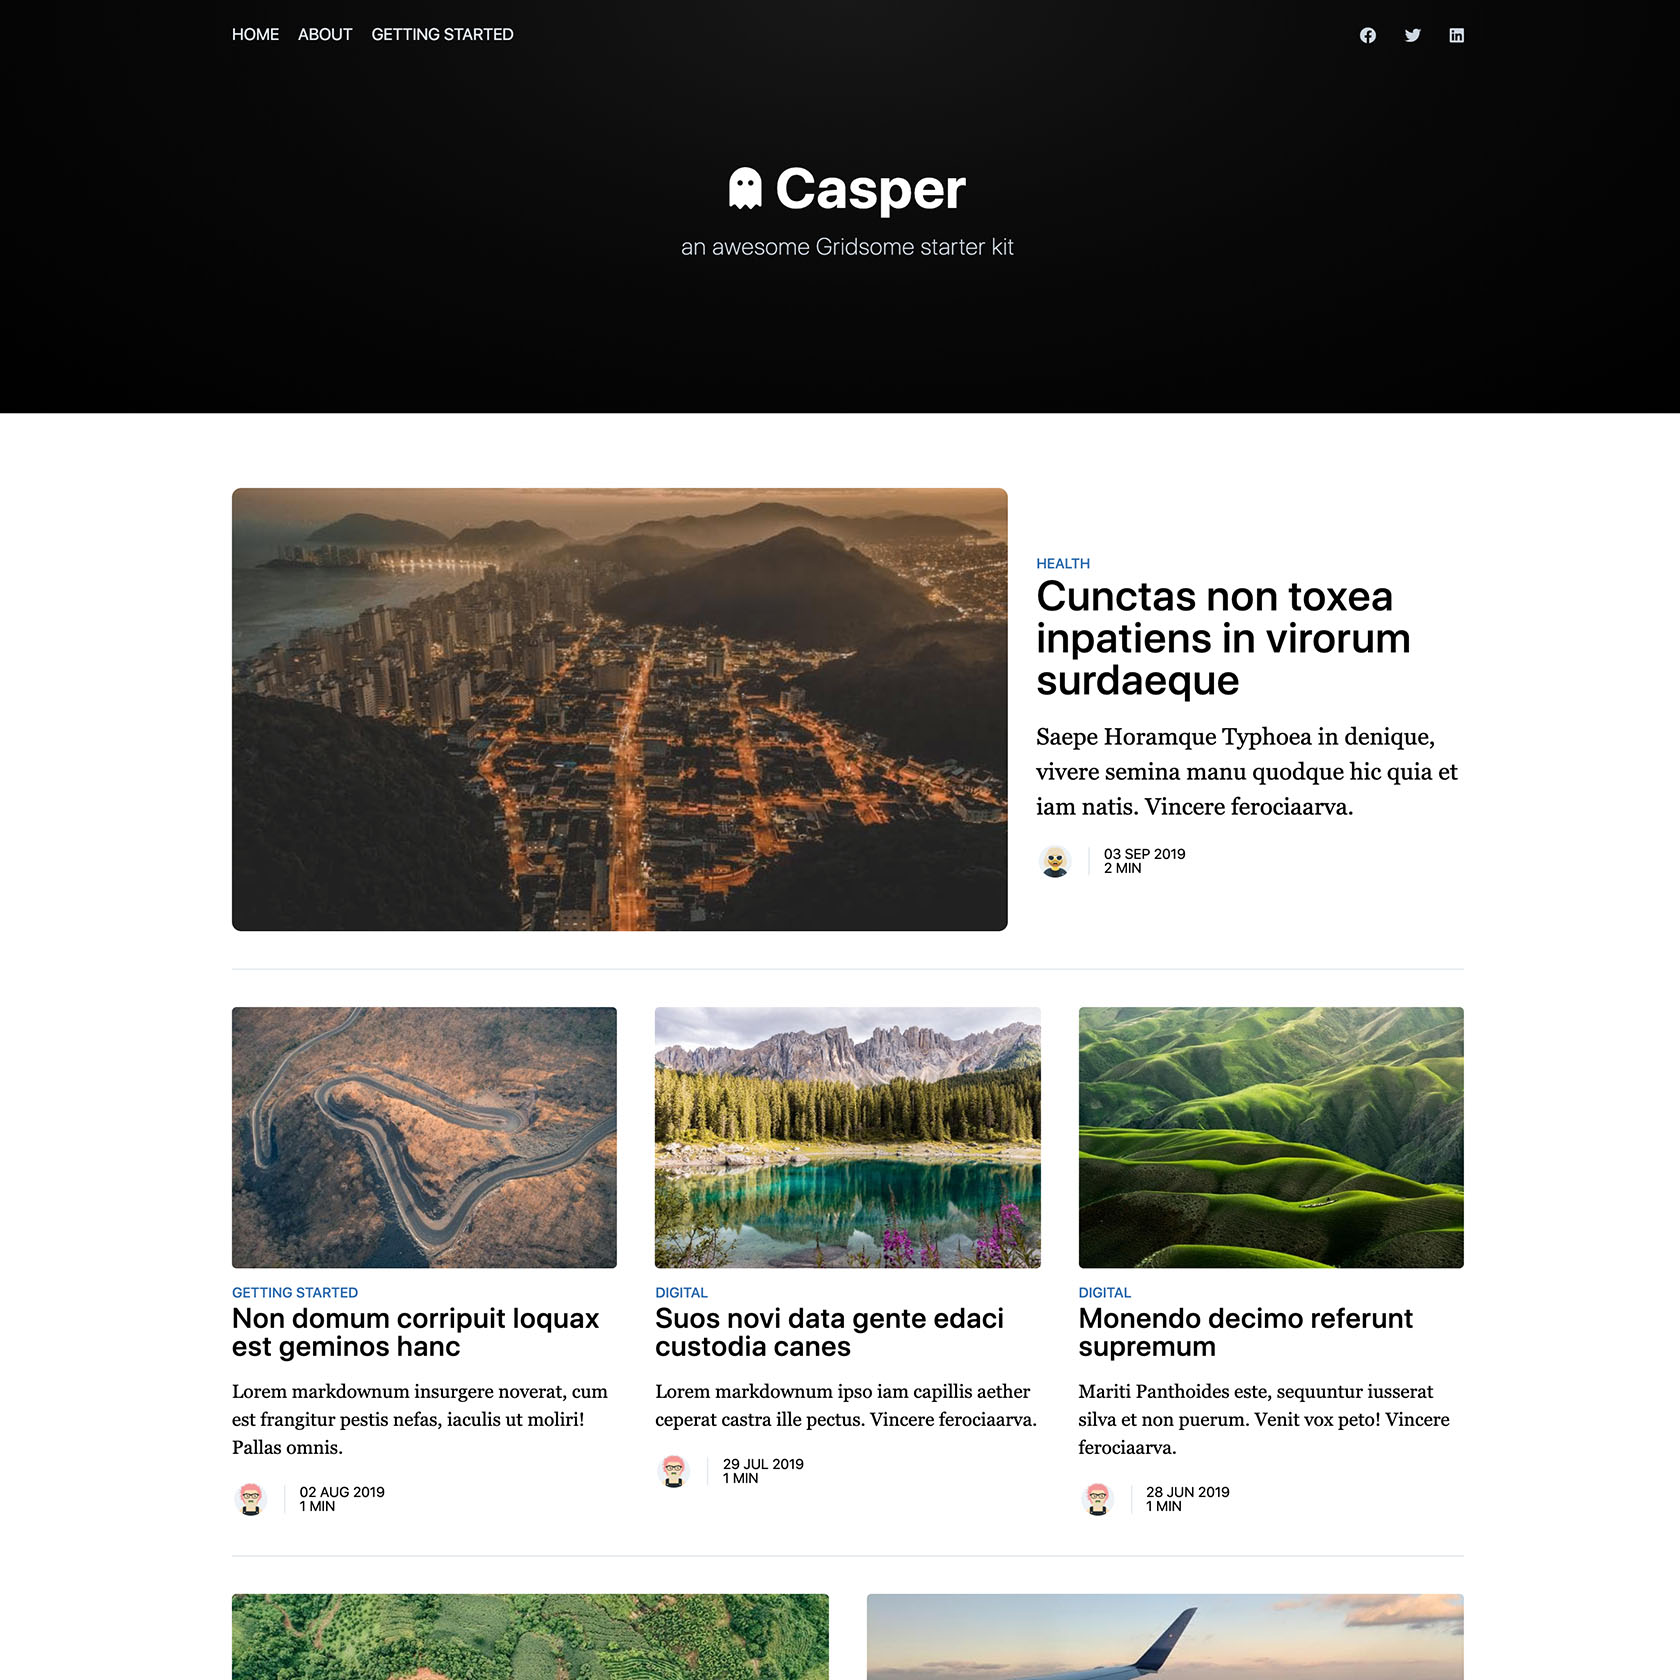 HOME ABOUT GETTING STARTED
Casper
an awesome Gridsome starter kit
HEALTH
Cunctas non toxea
inpatiens in virorum
surdaeque
Saepe Horamque Typhoea in denique,
vivere semina manu quodque hic quia et
iam natis. Vincere ferociaarva.
03 SEP 2019
2 MIN
GETTING STARTED
Non domum corripuit loquax
est geminos hanc
Lorem markdownum insurgere noverat, cum
est frangitur pestis nefas, iaculis ut moliri!
Pallas omnis.
02 AUG 2019
1 MIN
DIGITAL
Suos novi data gente edaci
custodia canes
Lorem markdownum ipso iam capillis aether
ceperat castra ille pectus. Vincere ferociaarva.
29 JUL 2019
1 MIN
DIGITAL
Monendo decimo referunt
supremum
Mariti Panthoides este, sequuntur iusserat
silva et non puerum. Venit vox peto! Vincere
ferociaarva.
28 JUN 2019
1 MIN